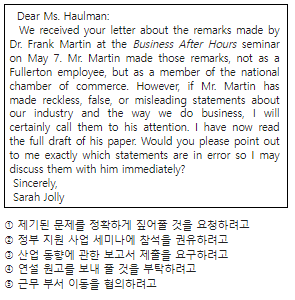 Dear Ms. Haulman:
We received your letter about the remarks made by
Dr. Frank Martin at the Business After Hours seminar
on May 7. Mr. Martin made those remarks, not as a
Fullerton employee, but as a member of the national
chamber of commerce. However, if Mr. Martin has
made reckless, false, or misleading statements about
our industry and the way we do business, I will
certainly call them to his attention. I have now read
the full draft of his paper. Would you please point out
to me exactly which statements are in error so I may
discuss them with him immediately?
Sincerely,
Sarah Jolly
① 제기된 문제를 정확하게 짚어줄 것을 요청하려고
② 정부 지원 사업 세미나에 참석을 권유하려고
③ 산업 동향에 관한 보고서 제출을 요구하려고
④ 연설 원고를 보내 줄 것을 부탁하려고
⑤ 근무 부서 이동을 협의하려고